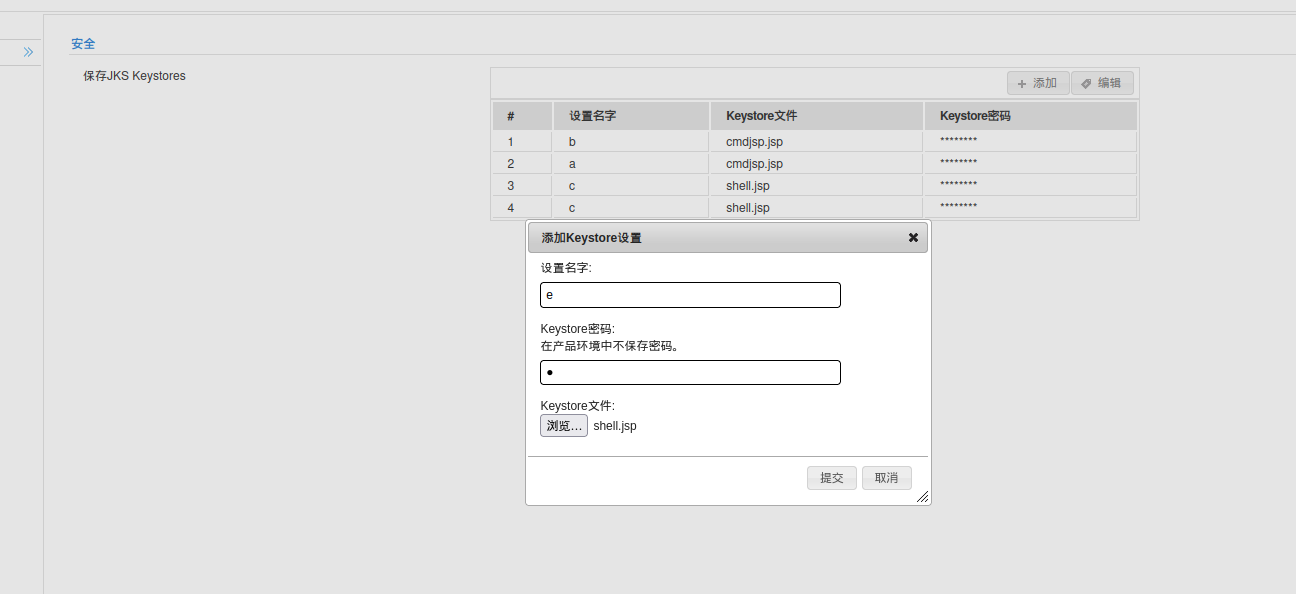 安全
保存JKS Keystores
添加 编辑
# 设置名字 Keystore文件 Keystore密码
1 b cmdjsp.jsp ********
2 a cmdjsp.jsp ********
3 c shell.jsp ********
4 c shell.jsp ********
添加Keystore设置
设置名字:
e
Keystore密码:
在产品环境中不保存密码。
Keystore文件:
浏览… shell.jsp
提交 取消